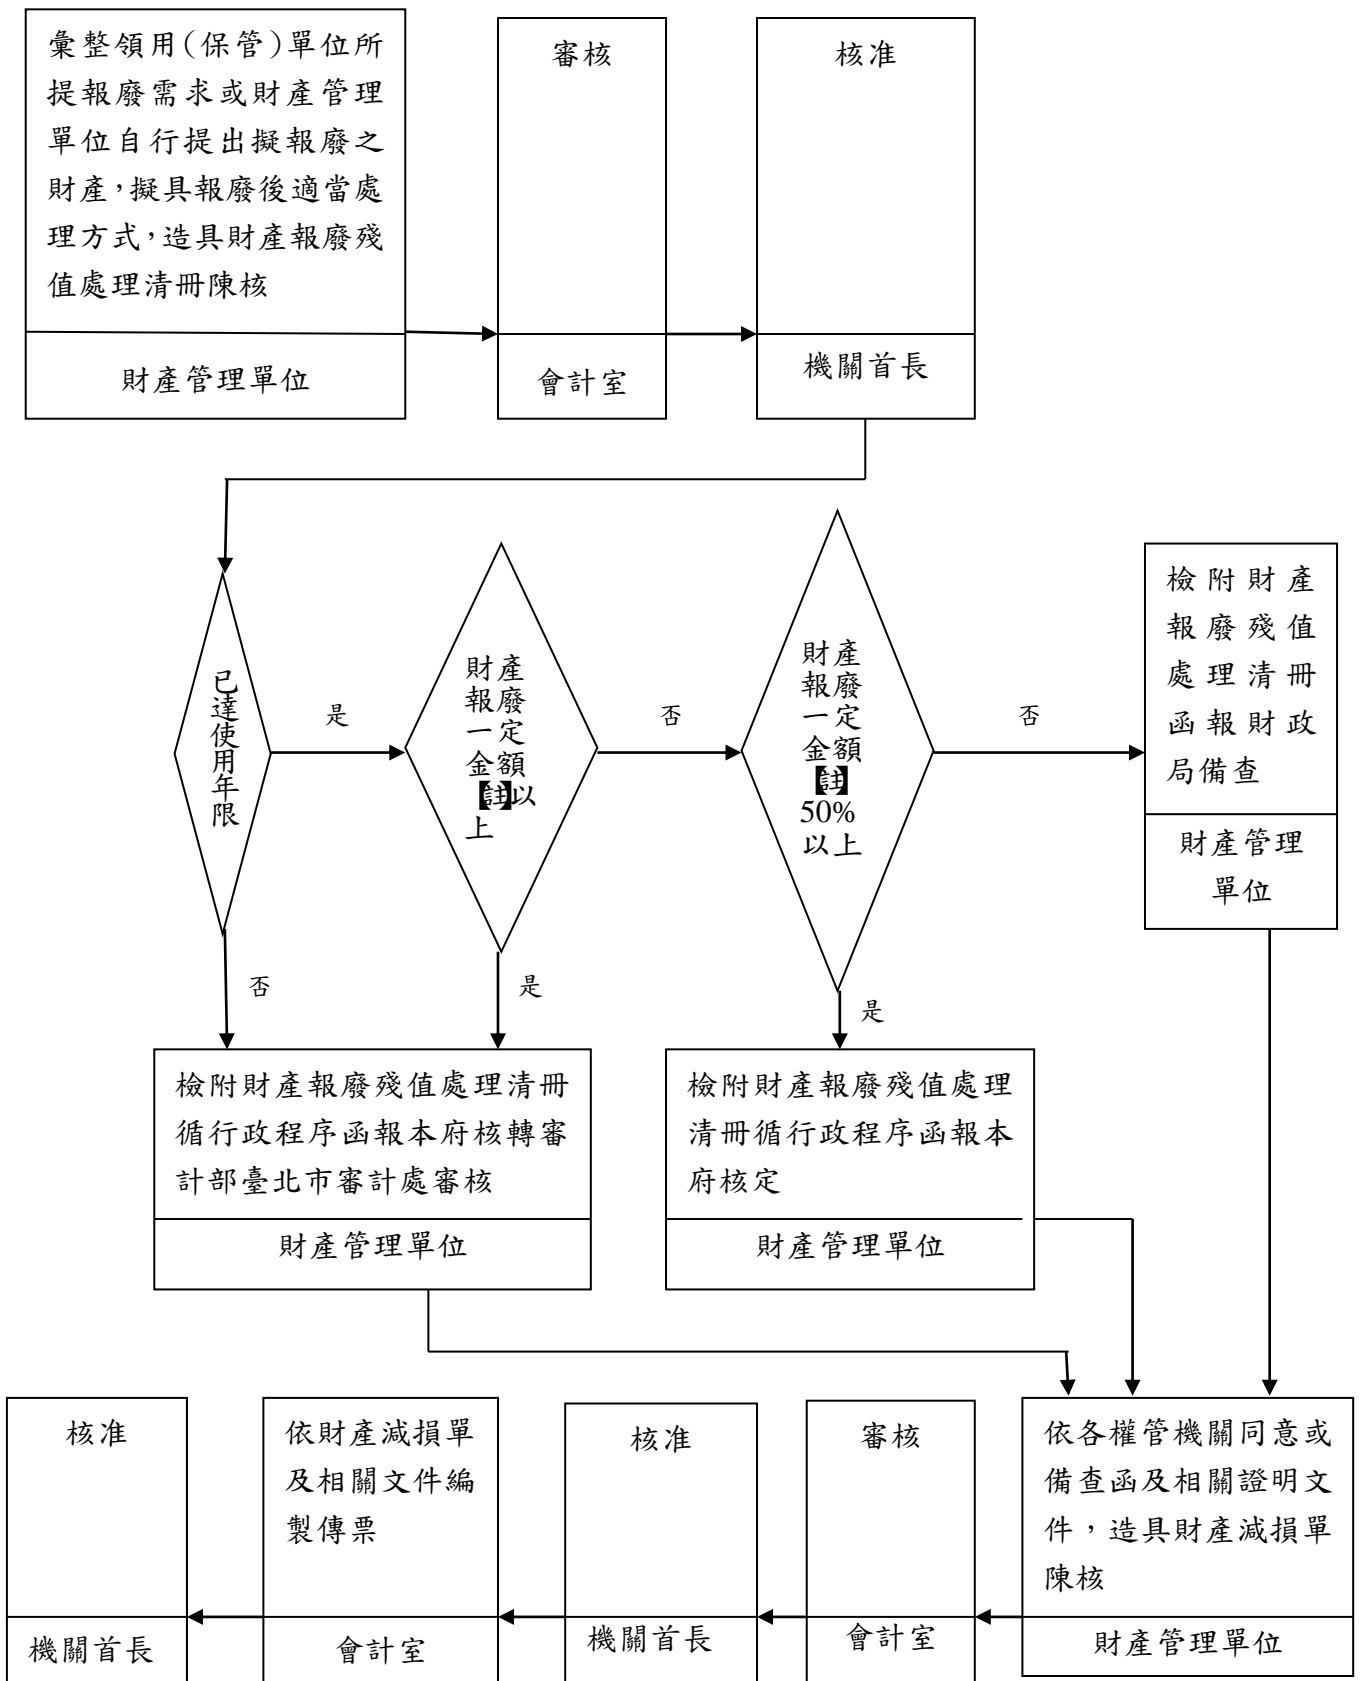 彙整領用(保管)單位所
提報廢需求或財產管理
單位自行提出擬報廢之
財產，擬具報廢後適當處
理方式，造具財產報廢殘
值處理清冊陳核
財產管理單位
審核
會計室
核准
機關首長
已達使用年限
是
財產
報廢
一定
金額
【註】以
上
否
財產
報廢
一定
金額
【註】
50%
以上
否
檢附財產
報廢殘值
處理清冊
函報財政
局備查
財產管理
單位
否
是
是
檢附財產報廢殘值處理清冊
循行政程序函報本府核轉審
計部臺北市審計處審核
財產管理單位
檢附財產報廢殘值處理
清冊循行政程序函報本
府核定
財產管理單位
依各權管機關同意或
備查函及相關證明文
件，造具財產減損單
陳核
財產管理單位
審核
會計室
核准
機關首長
依財產減損單
及相關文件編
製傳票
會計室
核准
機關首長